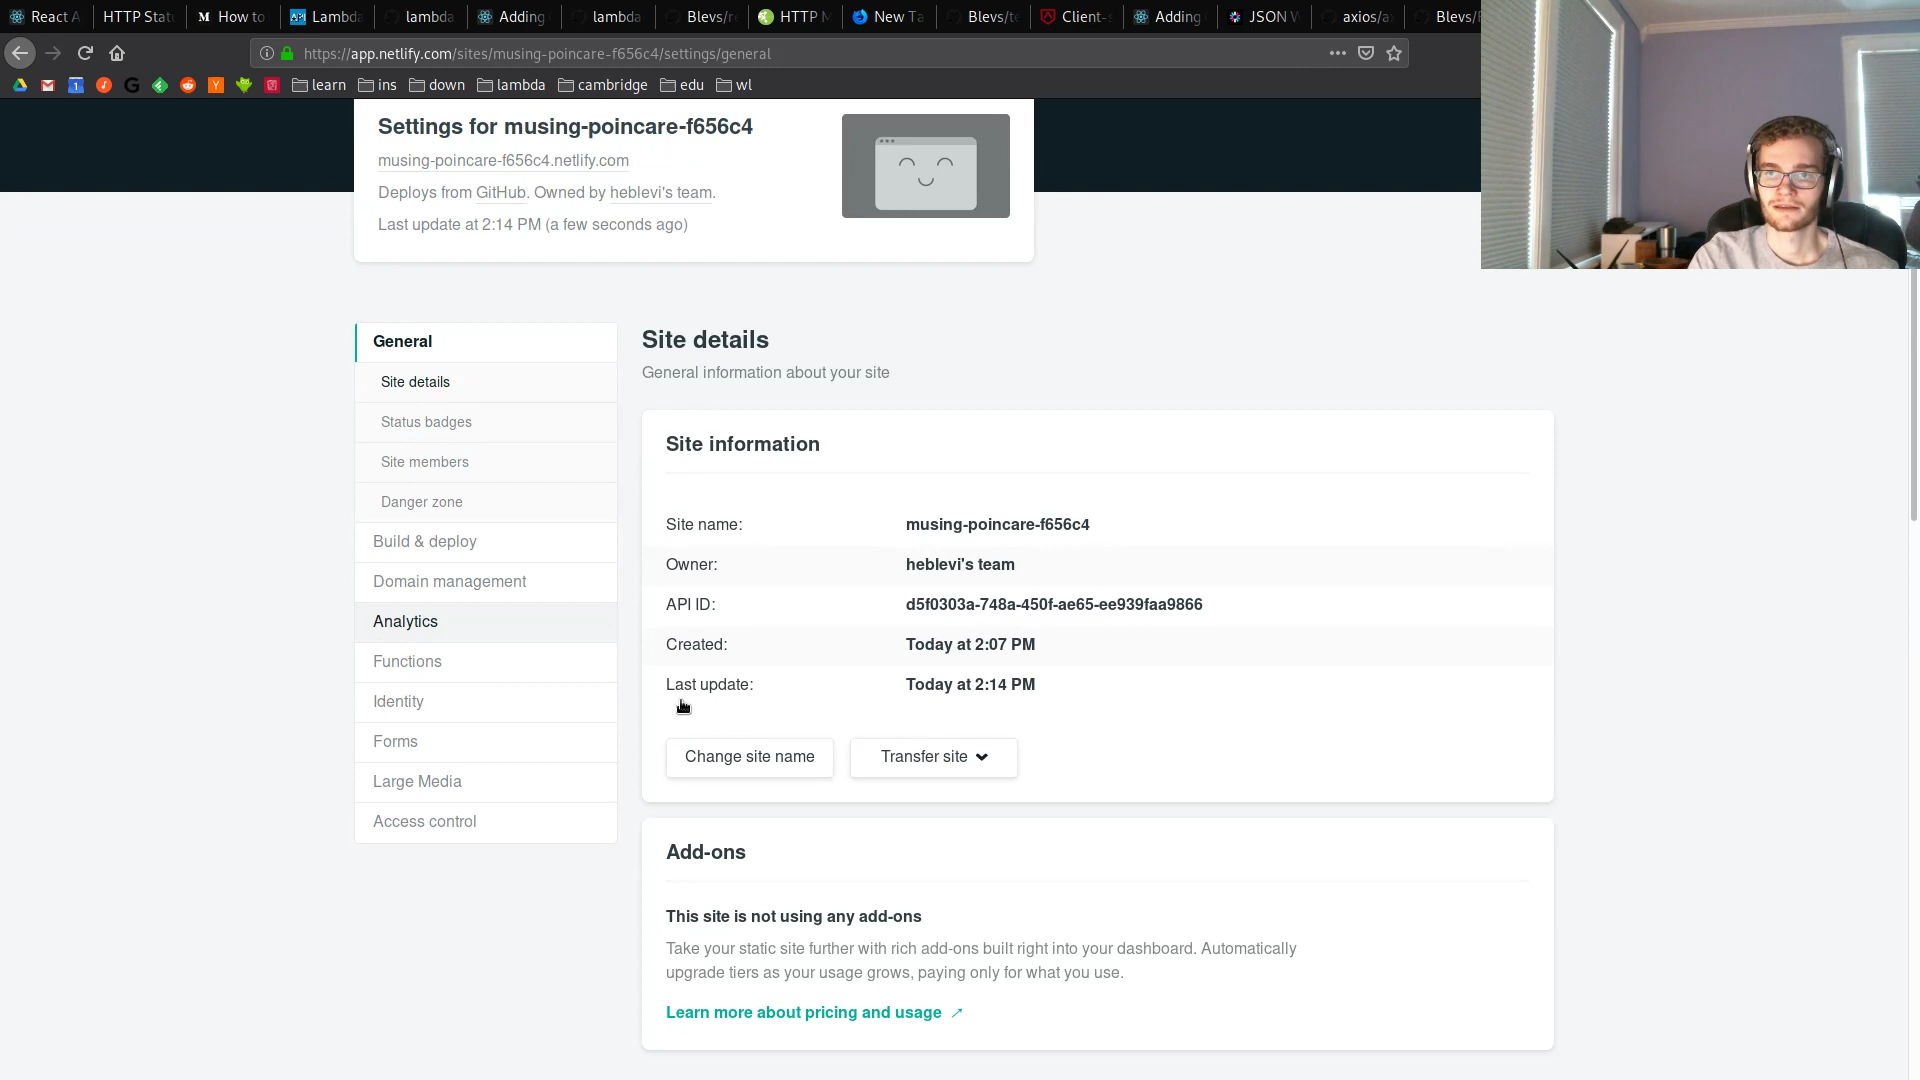 React A
HTTP Stat
How to
Lambda
lambda
Adding
lambda
Blevs/r
HTTP M
New Ta
Blevs/te
Client-s
Adding
JSON W
axios/a
Blevs/
https://app.netlify.com/sites/musing-poincare-f656c4/settings/general
learn
ins
down
lambda
cambridge
edu
wl
Settings for musing-poincare-f656c4
musing-poincare-f656c4.netlify.com
Deploys from GitHub. Owned by heblevi's team.
Last update at 2:14 PM (a few seconds ago)
General
Site details
Status badges
Site members
Danger zone
Build & deploy
Domain management
Analytics
Functions
Identity
Forms
Large Media
Access control
Site details
General information about your site
Site information
Site name: musing-poincare-f656c4
Owner: heblevi's team
API ID: d5f0303a-748a-450f-ae65-ee939faa9866
Created: Today at 2:07 PM
Last update: Today at 2:14 PM
Change site name
Transfer site
Add-ons
This site is not using any add-ons
Take your static site further with rich add-ons built right into your dashboard. Automatically
upgrade tiers as your usage grows, paying only for what you use.
Learn more about pricing and usage